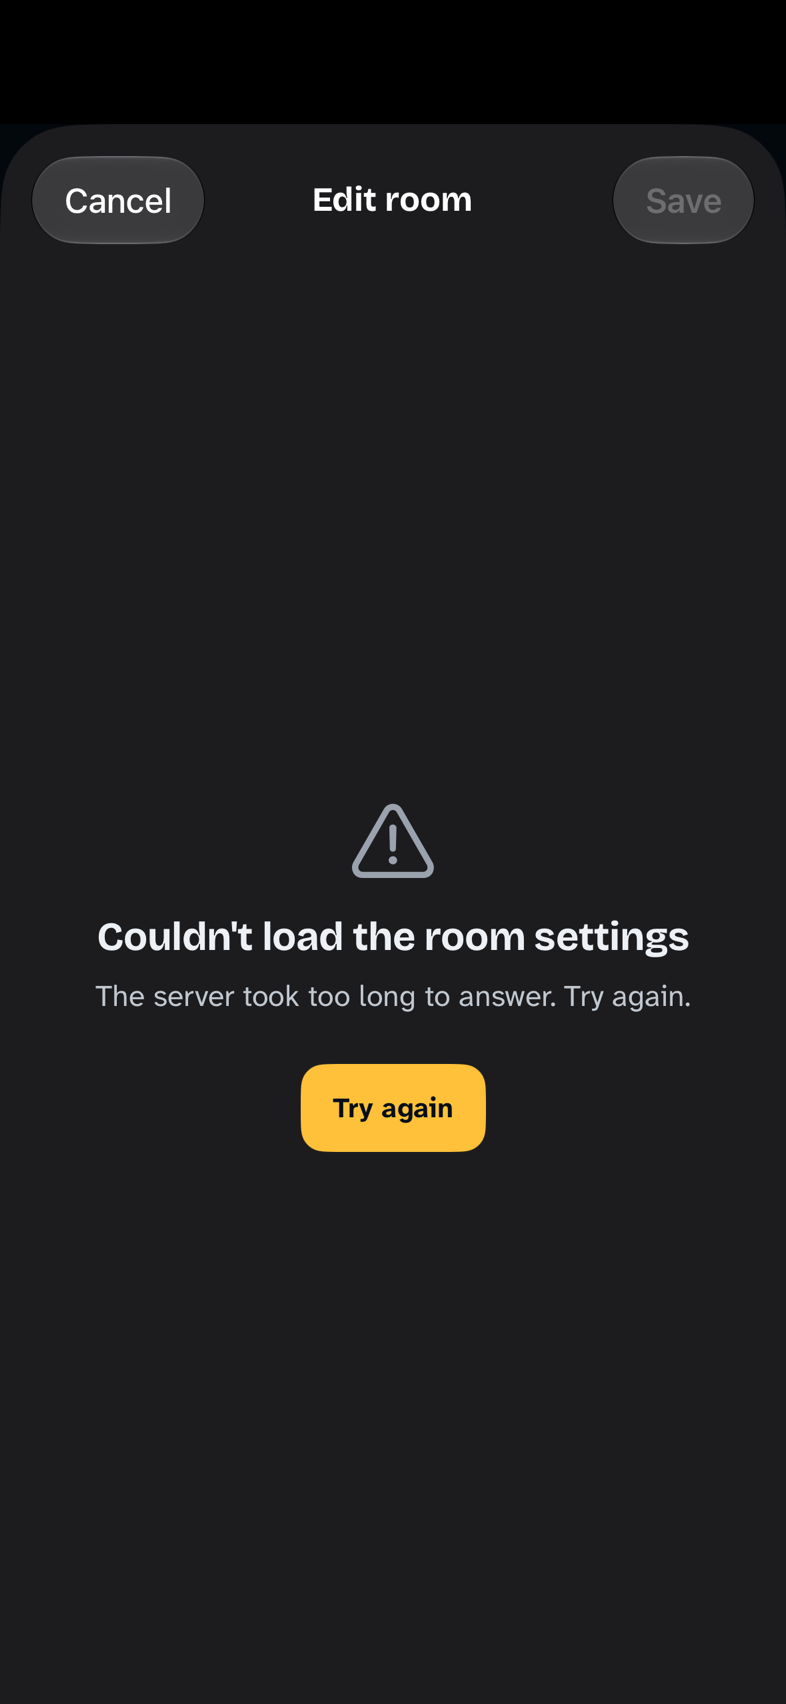 Cancel
Edit room
Save
Couldn't load the room settings
The server took too long to answer. Try again.
Try again